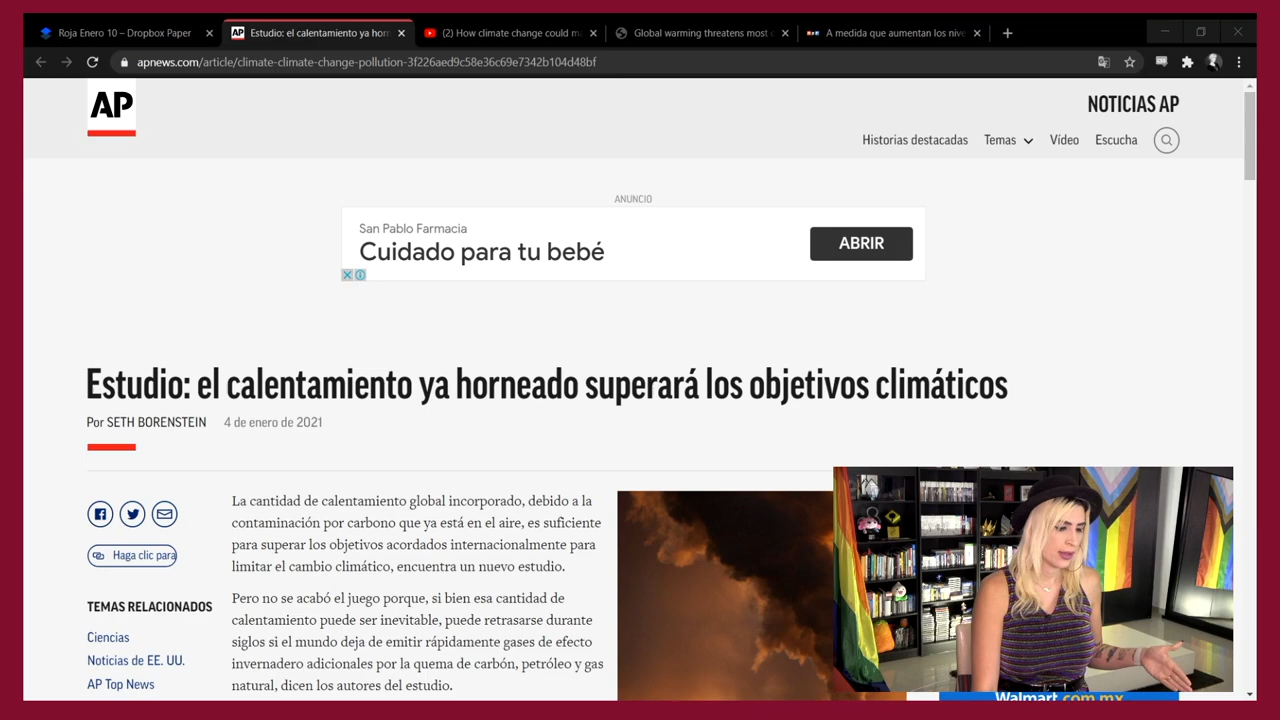 Roja Enero 10 – Dropbox Paper
Estudio: el calentamiento ya horn
(2) How climate change could m
Global warming threatens most c
A medida que aumentan los nive
apnews.com/article/climate-climate-change-pollution-3f226aed9c58e36c69e7342b104d48bf
AP
NOTICIAS AP
Historias destacadas
Temas
Vídeo
Escucha
ANUNCIO
San Pablo Farmacia
Cuidado para tu bebé
ABRIR
Estudio: el calentamiento ya horneado superará los objetivos climáticos
Por SETH BORENSTEIN
4 de enero de 2021
La cantidad de calentamiento global incorporado, debido a la
contaminación por carbono que ya está en el aire, es suficiente
para superar los objetivos acordados internacionalmente para
limitar el cambio climático, encuentra un nuevo estudio.
Pero no se acabó el juego porque, si bien esa cantidad de
calentamiento puede ser inevitable, puede retrasarse durante
siglos si el mundo deja de emitir rápidamente gases de efecto
invernadero adicionales por la quema de carbón, petróleo y gas
natural, dicen los autores del estudio.
Haga clic para
TEMAS RELACIONADOS
Ciencias
Noticias de EE. UU.
AP Top News
Walmart.com.mx